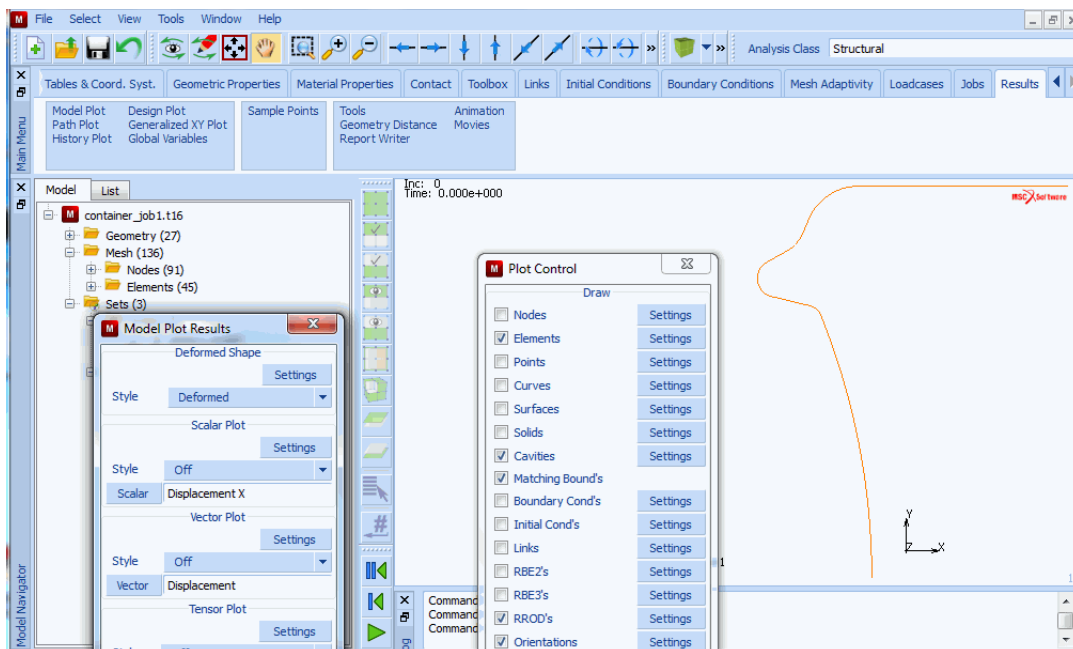 M File Select View Tools Window Help
Analysis Class Structural
Tables & Coord. Syst. Geometric Properties Material Properties Contact Toolbox Links Initial Conditions Boundary Conditions Mesh Adaptivity Loadcases Jobs Results
Model Plot Design Plot Sample Points Tools Animation
Path Plot Generalized XY Plot Geometry Distance Movies
History Plot Global Variables Report Writer
Main Menu
Model List
M container_job1.t16
Geometry (27)
Mesh (136)
Nodes (91)
Elements (45)
Sets (3)
M Model Plot Results
Deformed Shape
Settings
Style Deformed
Scalar Plot
Settings
Style Off
Scalar Displacement X
Vector Plot
Settings
Style Off
Vector Displacement
Tensor Plot
Settings
Model Navigator
Inc: 0
Time: 0.000e+000
MSC Software
M Plot Control
Draw
Nodes Settings
Elements Settings
Points Settings
Curves Settings
Surfaces Settings
Solids Settings
Cavities Settings
Matching Bound's
Boundary Cond's Settings
Initial Cond's Settings
Links Settings
RBE2's Settings
RBE3's Settings
RROD's Settings
Orientations Settings
Y
Z X
1
1
Command
Command
Command